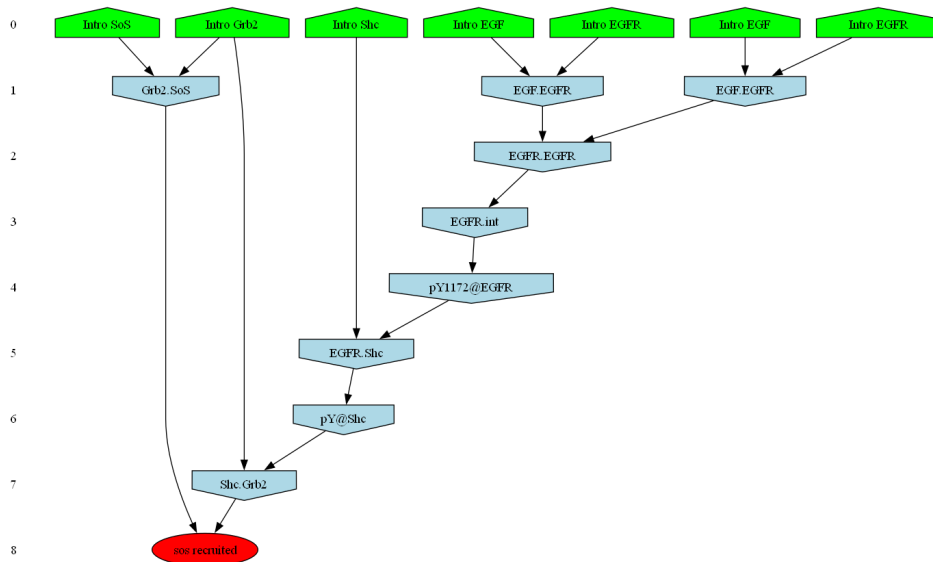 0 Intro SoS Intro Grb2 Intro Shc Intro EGF Intro EGFR Intro EGF Intro EGFR
1 Grb2.SoS EGF.EGFR EGF.EGFR
2 EGFR.EGFR
3 EGFR.int
4 pY1172@EGFR
5 EGFR.Shc
6 pY@Shc
7 Shc.Grb2
8 sos recruited